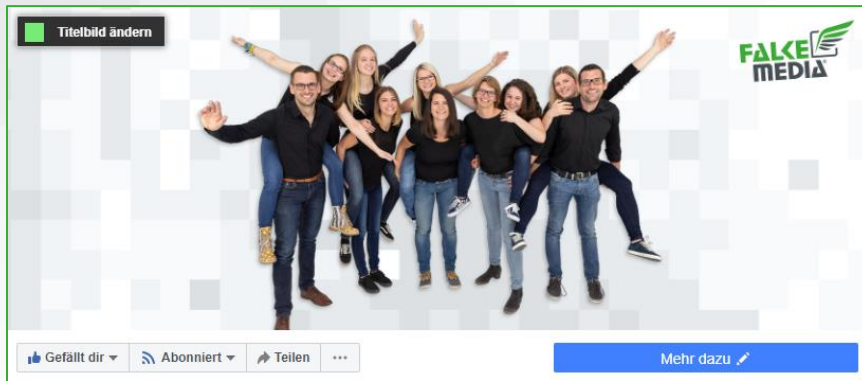 Titelbild ändern
FALKE
MEDIA
Gefällt dir
Abonniert
Teilen
Mehr dazu